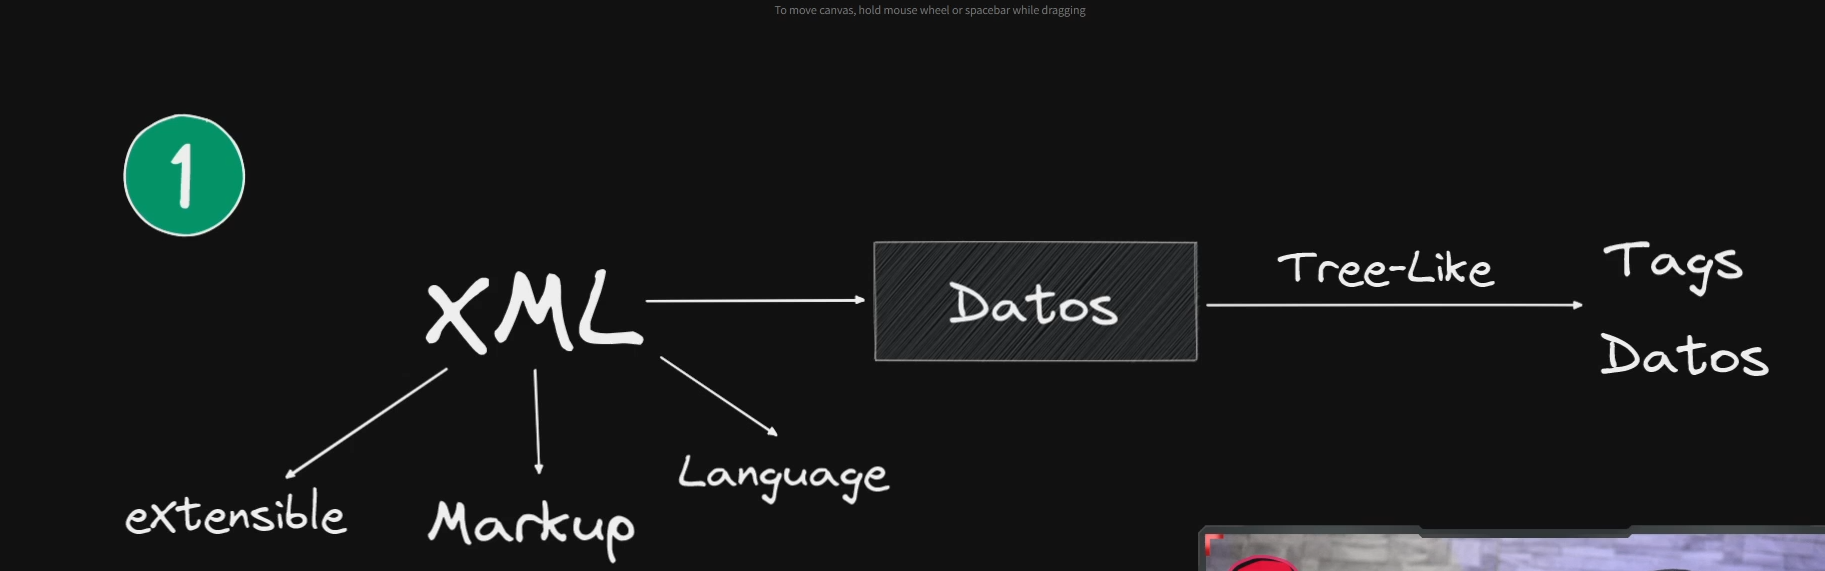 To move canvas, hold mouse wheel or spacebar while dragging
1
XML
Datos
Tree-Like
Tags
Datos
eXtensible
Markup
Language